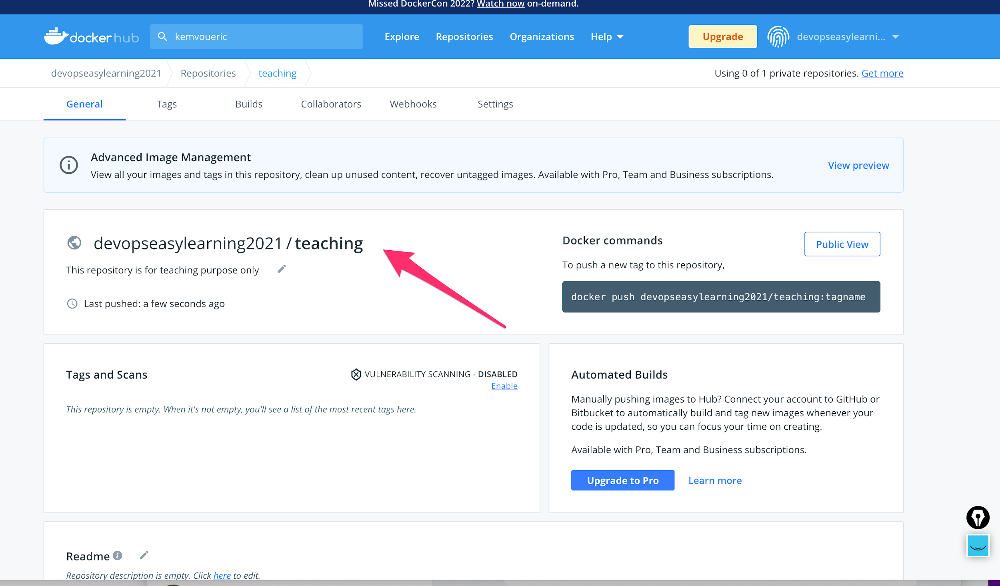 Missed DockerCon 2022? Watch now on-demand.
dockerhub
kemvoueric
Explore
Repositories
Organizations
Help
Upgrade
devopseasylearni...
devopseasylearning2021
Repositories
teaching
Using 0 of 1 private repositories. Get more
General
Tags
Builds
Collaborators
Webhooks
Settings
Advanced Image Management
View all your images and tags in this repository, clean up unused content, recover untagged images. Available with Pro, Team and Business subscriptions.
View preview
devopseasylearning2021 / teaching
This repository is for teaching purpose only
Last pushed: a few seconds ago
Docker commands
Public View
To push a new tag to this repository,
docker push devopseasylearning2021/teaching:tagname
Tags and Scans
VULNERABILITY SCANNING - DISABLED
Enable
This repository is empty. When it's not empty, you'll see a list of the most recent tags here.
Automated Builds
Manually pushing images to Hub? Connect your account to GitHub or
Bitbucket to automatically build and tag new images whenever your
code is updated, so you can focus your time on creating.
Available with Pro, Team and Business subscriptions.
Upgrade to Pro
Learn more
Readme
Repository description is empty. Click here to edit.